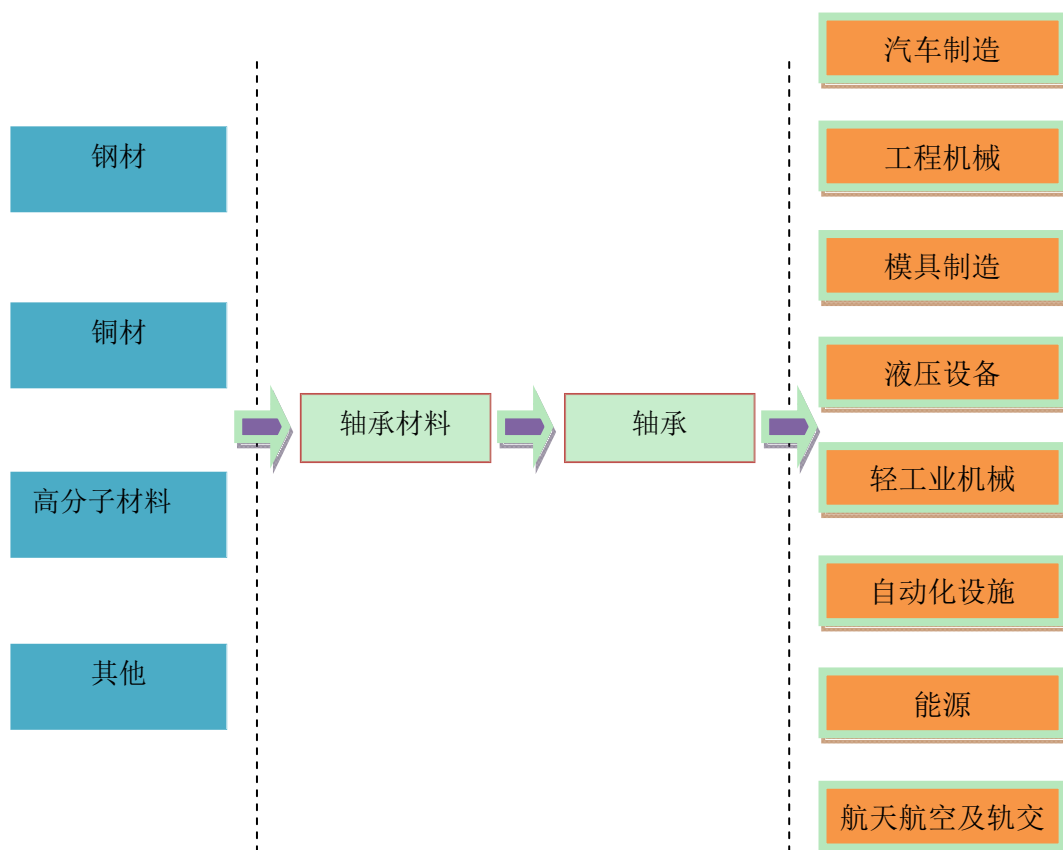 钢材
铜材
高分子材料
其他
轴承材料
轴承
汽车制造
工程机械
模具制造
液压设备
轻工业机械
自动化设施
能源
航天航空及轨交